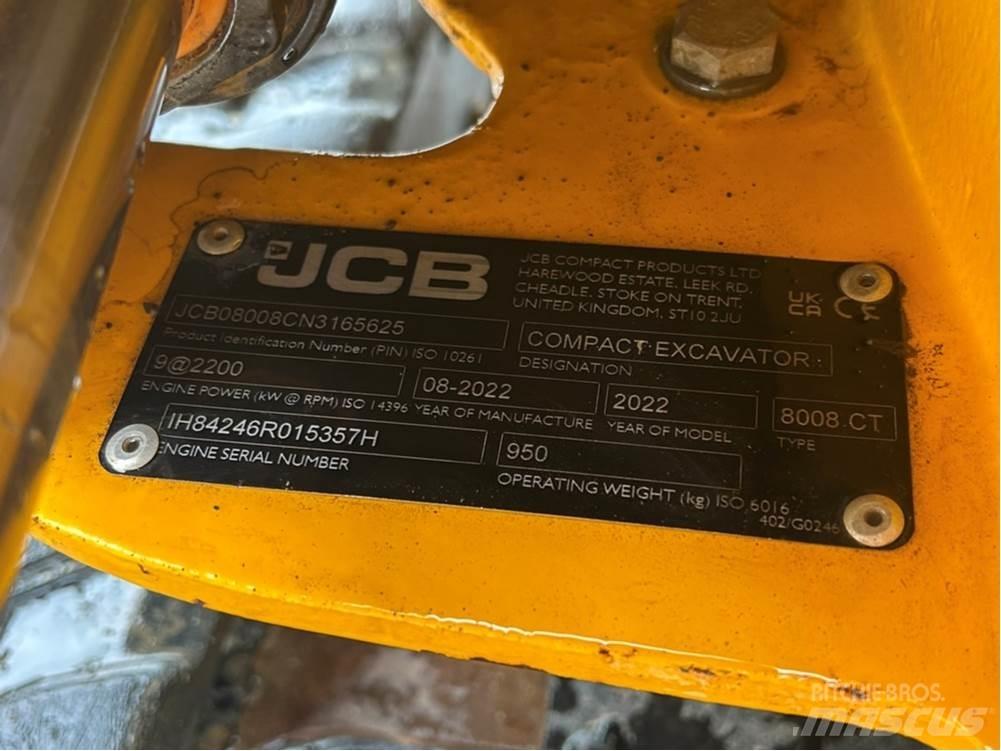 JCB
JCB COMPACT PRODUCTS LTD
HAREWOOD ESTATE, LEEK RD,
CHEADLE, STOKE ON TRENT,
UNITED KINGDOM, ST10 2JU
UK
CA
CE
JCB08008CN3165625
Product Identification Number (PIN) ISO 10261
COMPACT EXCAVATOR
DESIGNATION
9@2200
ENGINE POWER (kW @ RPM) ISO 14396
08-2022
YEAR OF MANUFACTURE
2022
YEAR OF MODEL
8008 CT
TYPE
IH84246R015357H
ENGINE SERIAL NUMBER
950
OPERATING WEIGHT (kg) ISO 6016
402/G0246
RITCHIE BROS.
MASCUS